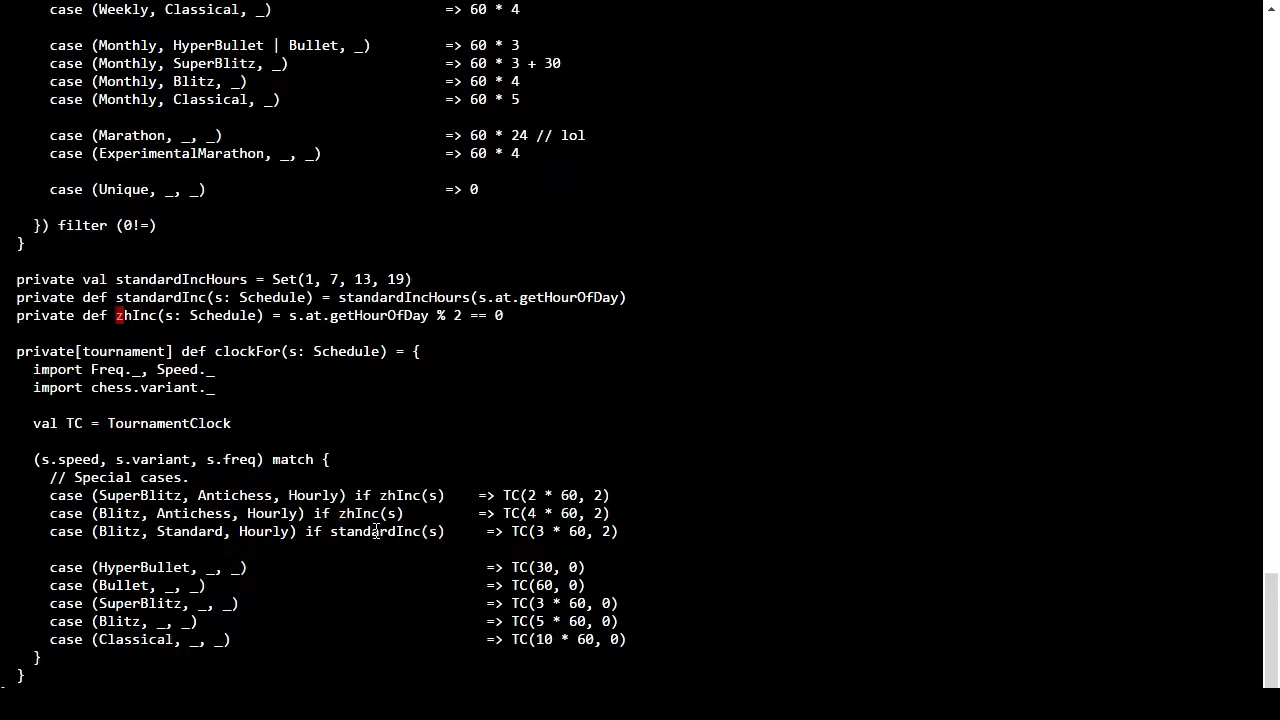 case (Weekly, Classical, _) => 60 * 4
case (Monthly, HyperBullet | Bullet, _) => 60 * 3
case (Monthly, SuperBlitz, _) => 60 * 3 + 30
case (Monthly, Blitz, _) => 60 * 4
case (Monthly, Classical, _) => 60 * 5
case (Marathon, _, _) => 60 * 24 // lol
case (ExperimentalMarathon, _, _) => 60 * 4
case (Unique, _, _) => 0
}) filter (0!=)
}
private val standardIncHours = Set(1, 7, 13, 19)
private def standardInc(s: Schedule) = standardIncHours(s.at.getHourOfDay)
private def zhInc(s: Schedule) = s.at.getHourOfDay % 2 == 0
private[tournament] def clockFor(s: Schedule) = {
import Freq._, Speed._
import chess.variant._
val TC = TournamentClock
(s.speed, s.variant, s.freq) match {
// Special cases.
case (SuperBlitz, Antichess, Hourly) if zhInc(s) => TC(2 * 60, 2)
case (Blitz, Antichess, Hourly) if zhInc(s) => TC(4 * 60, 2)
case (Blitz, Standard, Hourly) if standardInc(s) => TC(3 * 60, 2)
case (HyperBullet, _, _) => TC(30, 0)
case (Bullet, _, _) => TC(60, 0)
case (SuperBlitz, _, _) => TC(3 * 60, 0)
case (Blitz, _, _) => TC(5 * 60, 0)
case (Classical, _, _) => TC(10 * 60, 0)
}
}